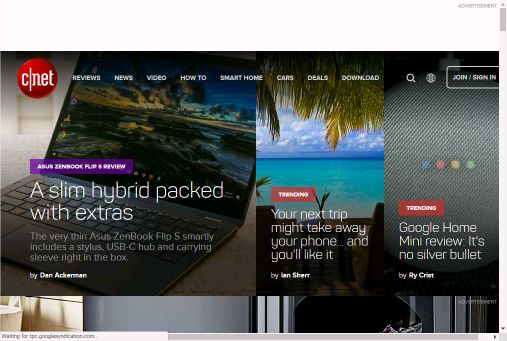 ADVERTISEMENT
c|net
REVIEWS NEWS VIDEO HOW TO SMART HOME CARS DEALS DOWNLOAD JOIN / SIGN IN
ASUS ZENBOOK FLIP S REVIEW
A slim hybrid packed
with extras
The very thin Asus ZenBook Flip S smartly
includes a stylus, USB-C hub and carrying
sleeve right in the box.
by Dan Ackerman
TRENDING
Your next trip
might take away
your phone... and
you'll like it
by Ian Sherr
TRENDING
Google Home
Mini review: It's
no silver bullet
by Ry Crist
ADVERTISEMENT
Waiting for tpc.googlesyndication.com...